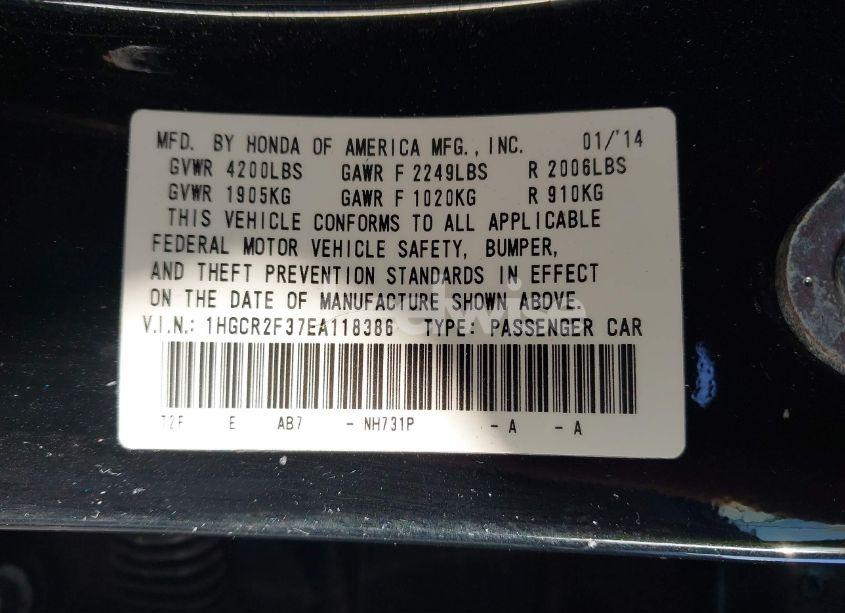 MFD. BY HONDA OF AMERICA MFG., INC. 01/'14
GVWR 4200LBS GAWR F 2249LBS R 2006LBS
GVWR 1905KG GAWR F 1020KG R 910KG
THIS VEHICLE CONFORMS TO ALL APPLICABLE
FEDERAL MOTOR VEHICLE SAFETY, BUMPER,
AND THEFT PREVENTION STANDARDS IN EFFECT
ON THE DATE OF MANUFACTURE SHOWN ABOVE.
V.I.N.: 1HGCR2F37EA118386 TYPE: PASSENGER CAR
T2F E AB7 - NH731P - A - A